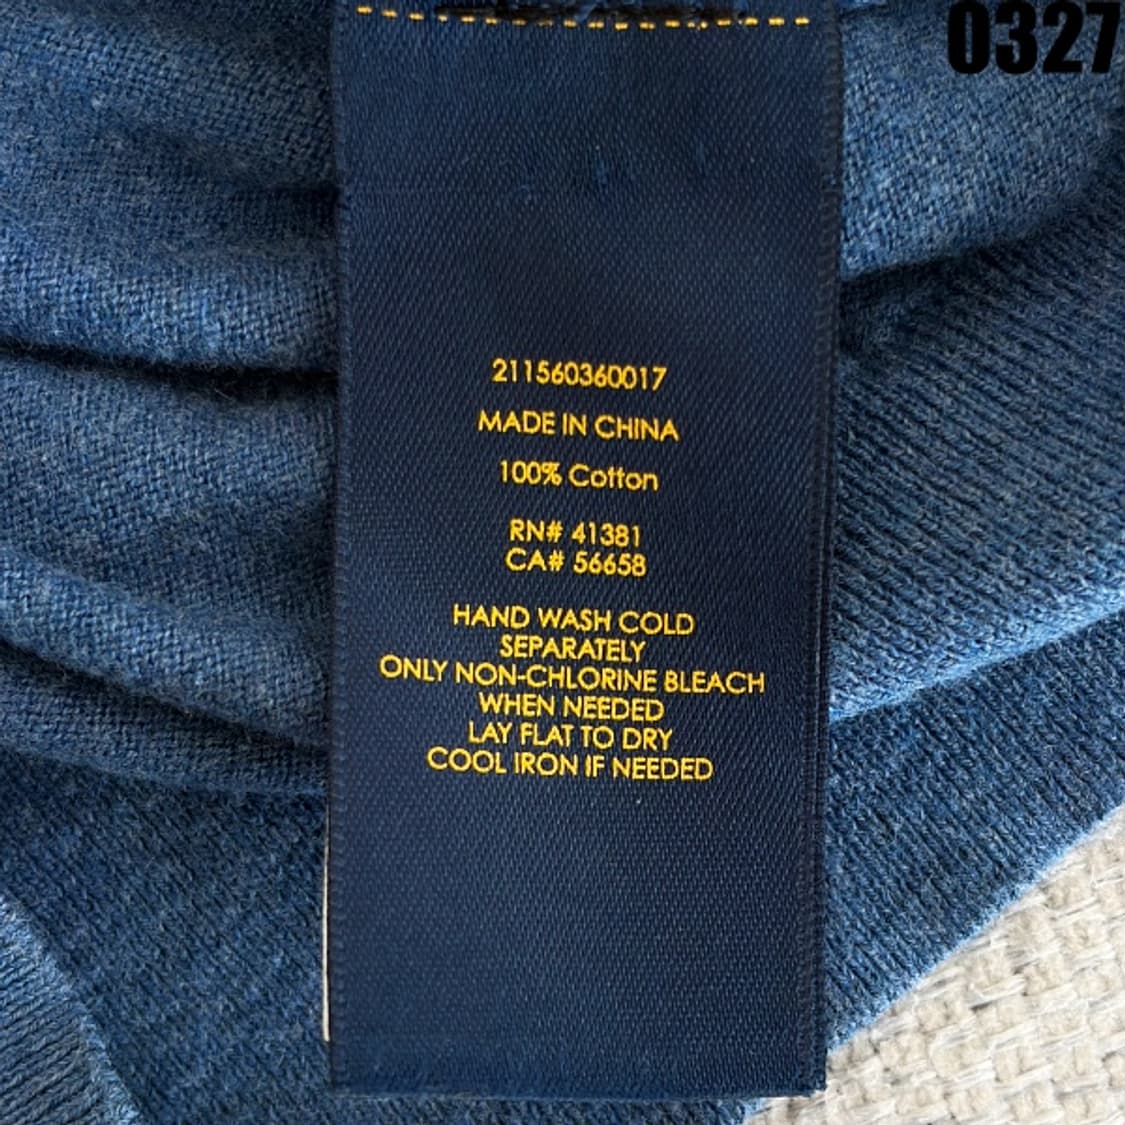 0327
211560360017
MADE IN CHINA
100% Cotton
RN# 41381
CA# 56658
HAND WASH COLD
SEPARATELY
ONLY NON-CHLORINE BLEACH
WHEN NEEDED
LAY FLAT TO DRY
COOL IRON IF NEEDED